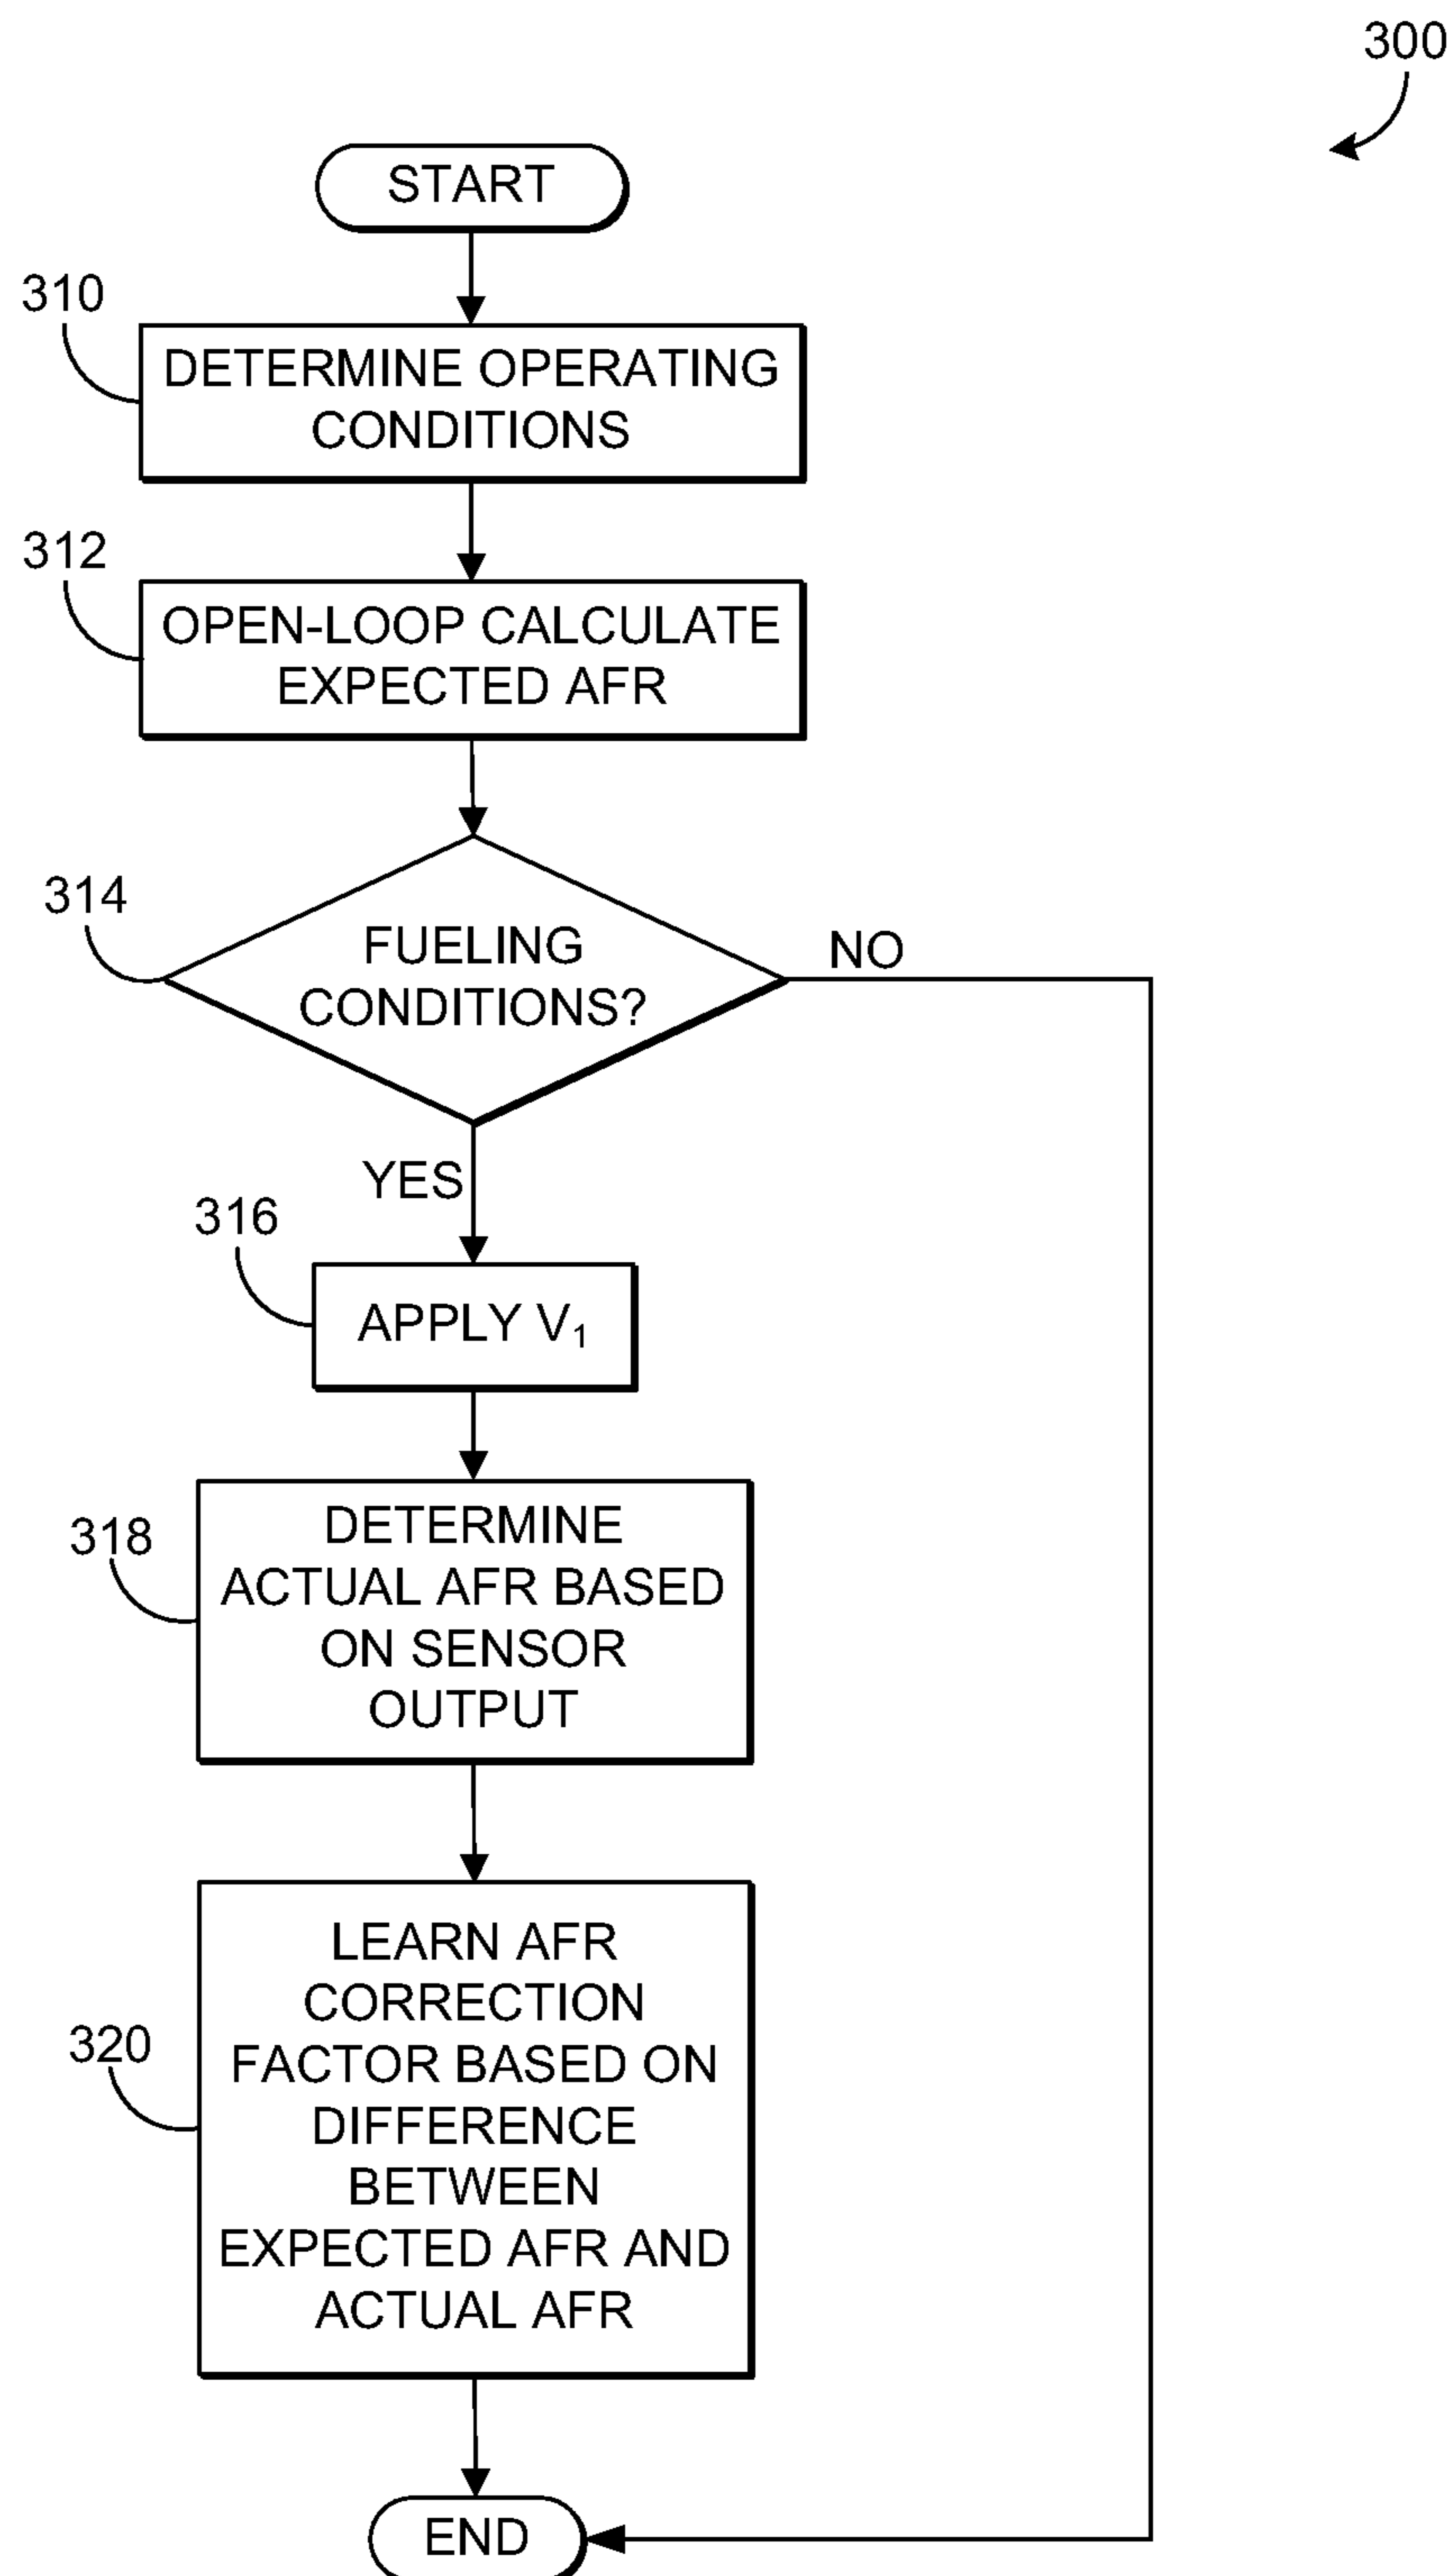 300
START
310
DETERMINE OPERATING
CONDITIONS
312
OPEN-LOOP CALCULATE
EXPECTED AFR
314
FUELING
CONDITIONS?
NO
YES
316
APPLY V₁
318
DETERMINE
ACTUAL AFR BASED
ON SENSOR
OUTPUT
320
LEARN AFR
CORRECTION
FACTOR BASED ON
DIFFERENCE
BETWEEN
EXPECTED AFR AND
ACTUAL AFR
END